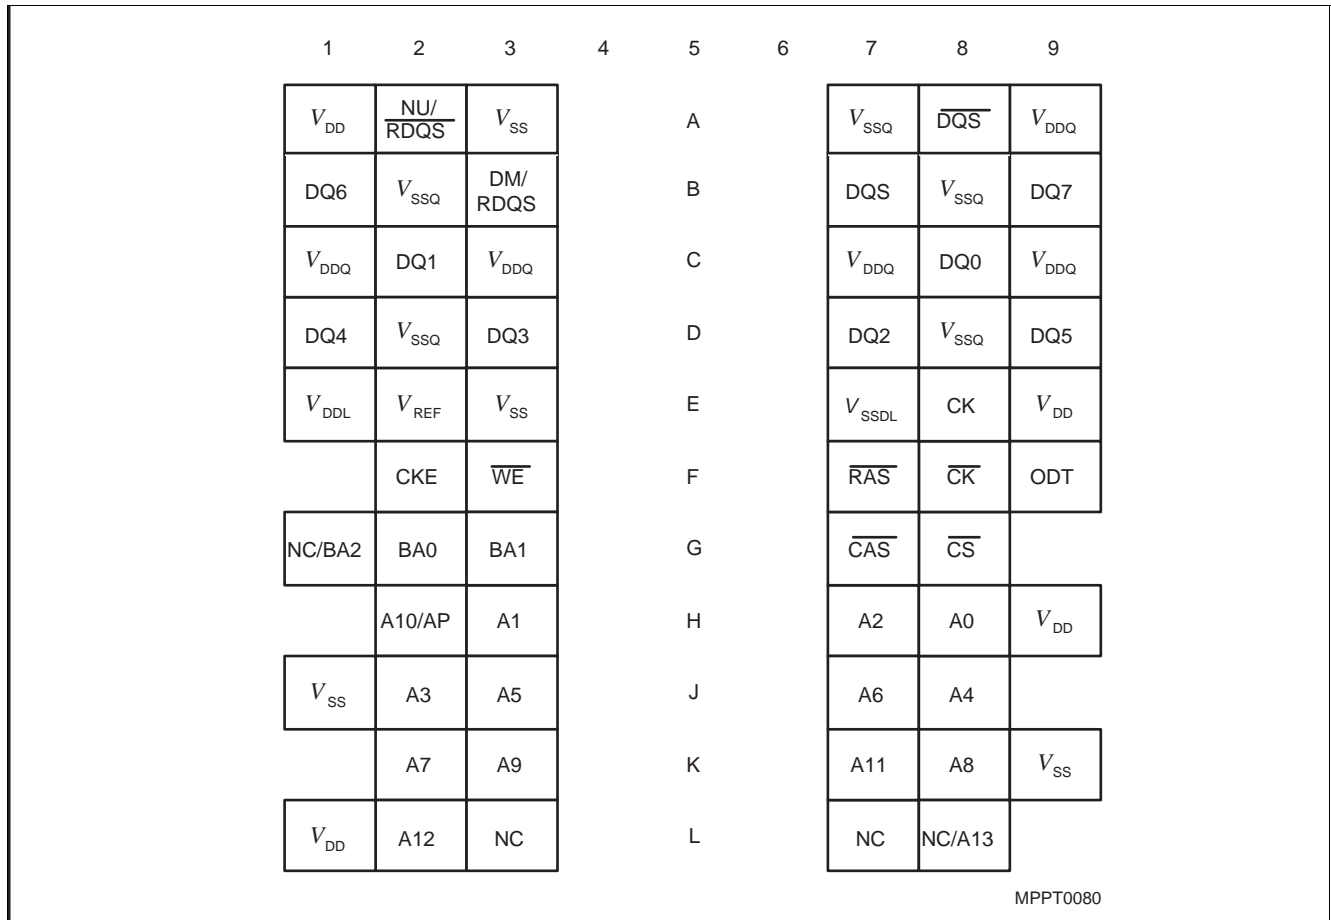 1 2 3 4 5 6 7 8 9
VDD NU/RDQS VSS A VSSQ DQS VDDQ
DQ6 VSSQ DM/RDQS B DQS VSSQ DQ7
VDDQ DQ1 VDDQ C VDDQ DQ0 VDDQ
DQ4 VSSQ DQ3 D DQ2 VSSQ DQ5
VDDL VREF VSS E VSSDL CK VDD
CKE WE F RAS CK ODT
NC/BA2 BA0 BA1 G CAS CS
A10/AP A1 H A2 A0 VDD
VSS A3 A5 J A6 A4
A7 A9 K A11 A8 VSS
VDD A12 NC L NC NC/A13
MPPT0080